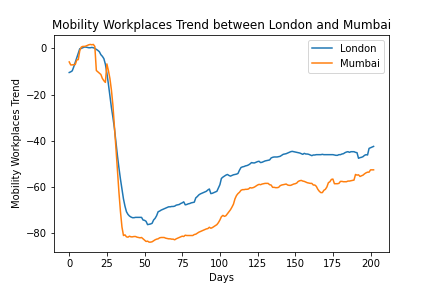 Mobility Workplaces Trend between London and Mumbai
London
Mumbai
Mobility Workplaces Trend
0
−20
−40
−60
−80
0 25 50 75 100 125 150 175 200
Days